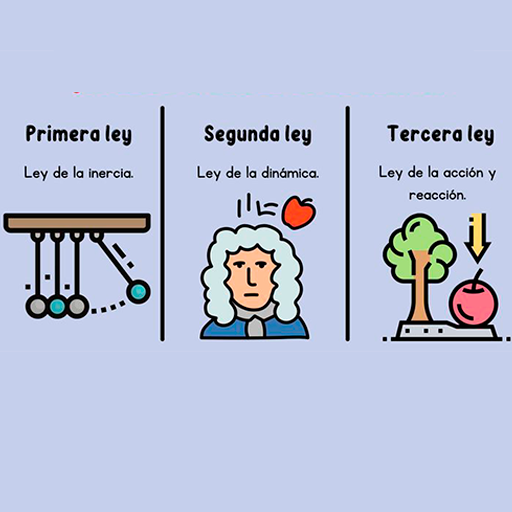 Primera ley
Ley de la inercia.
Segunda ley
Ley de la dinámica.
Tercera ley
Ley de la acción y
reacción.